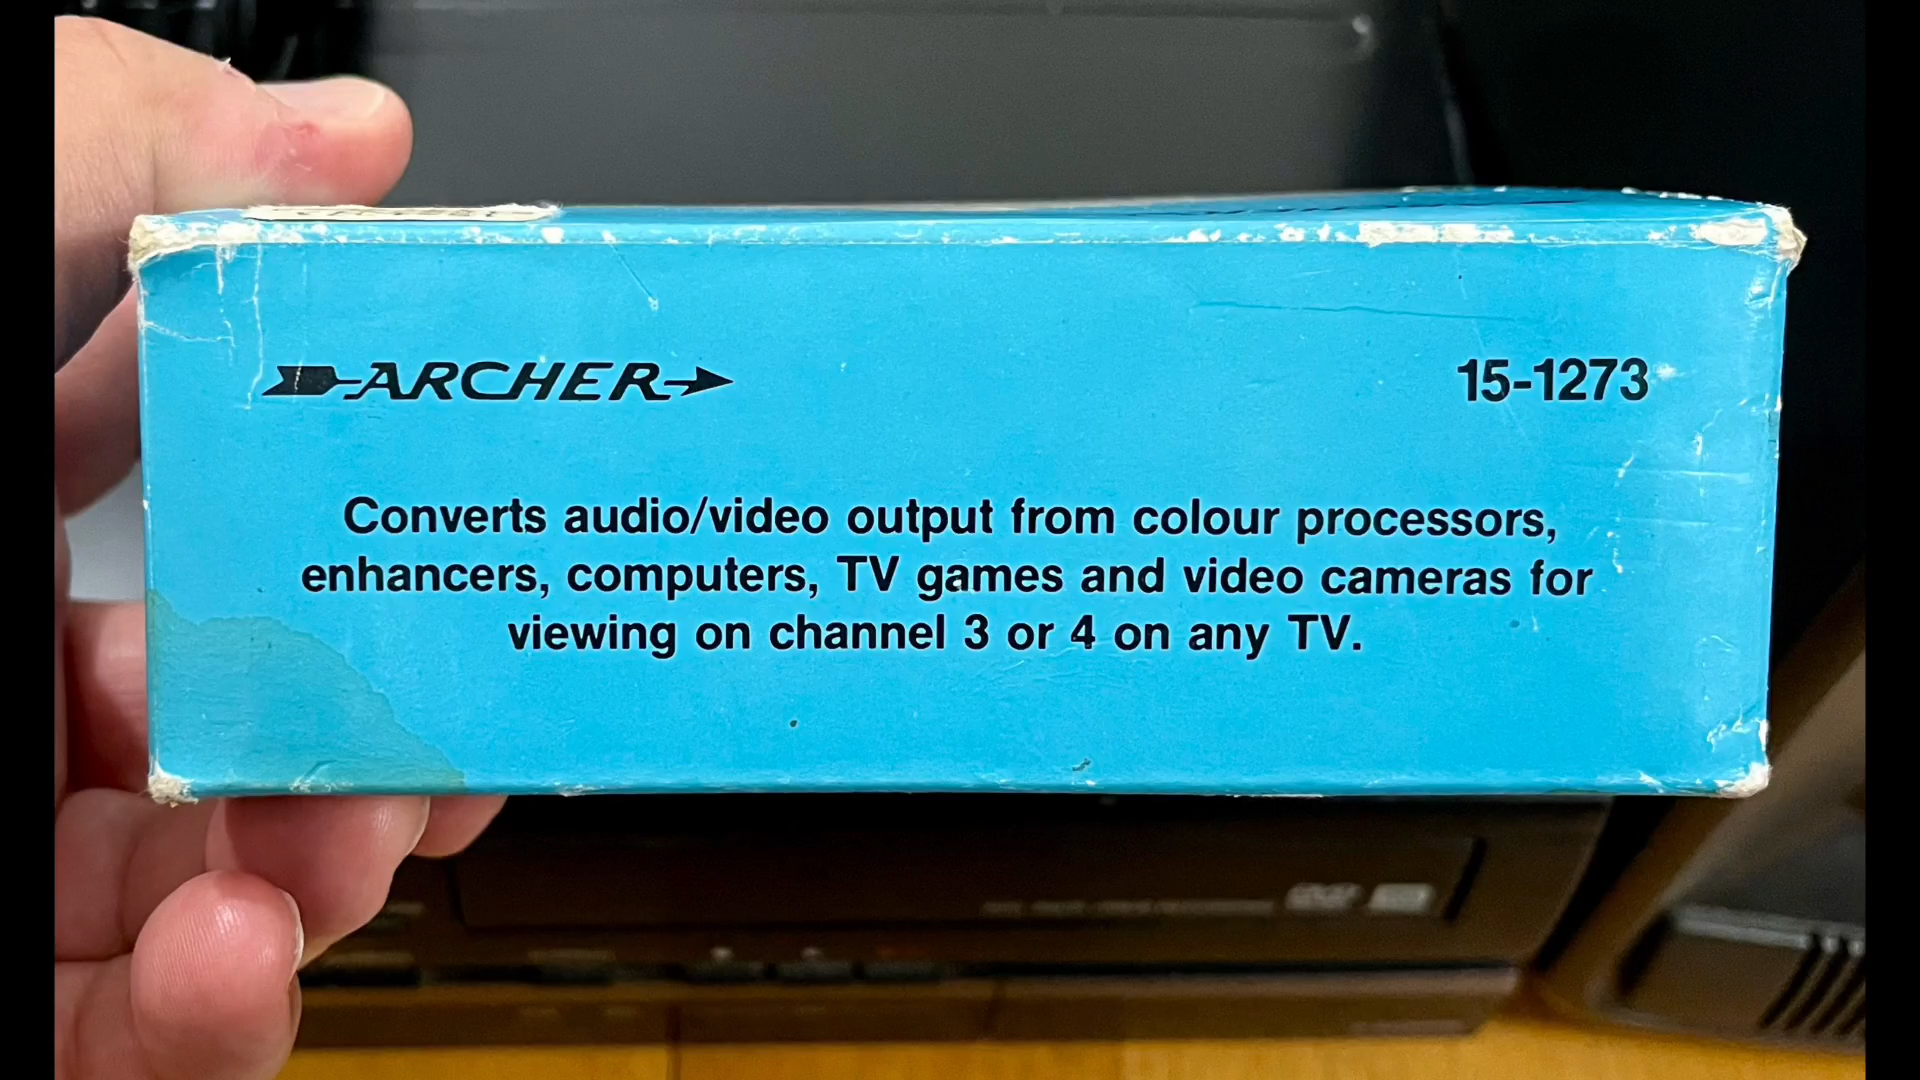 ARCHER
15-1273
Converts audio/video output from colour processors,
enhancers, computers, TV games and video cameras for
viewing on channel 3 or 4 on any TV.